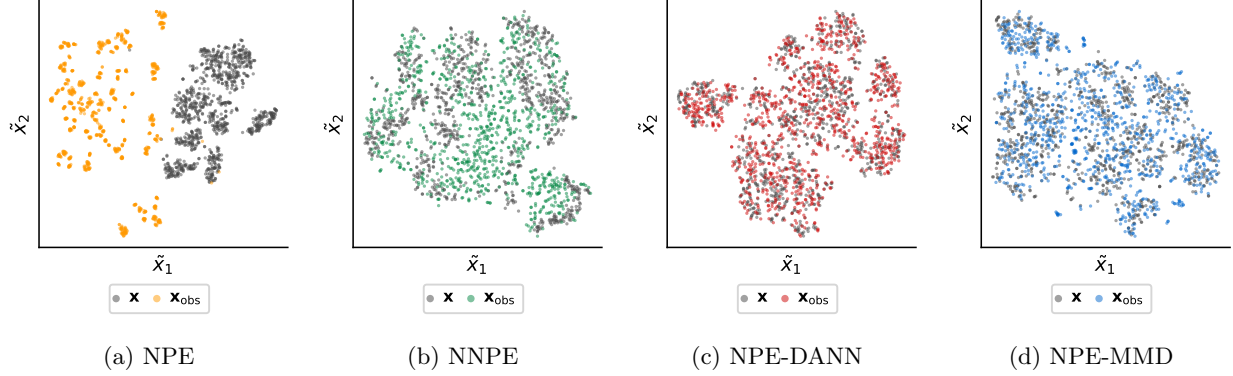 x̃₂
x̃₁
x x_obs
(a) NPE
x̃₂
x̃₁
x x_obs
(b) NNPE
x̃₂
x̃₁
x x_obs
(c) NPE-DANN
x̃₂
x̃₁
x x_obs
(d) NPE-MMD